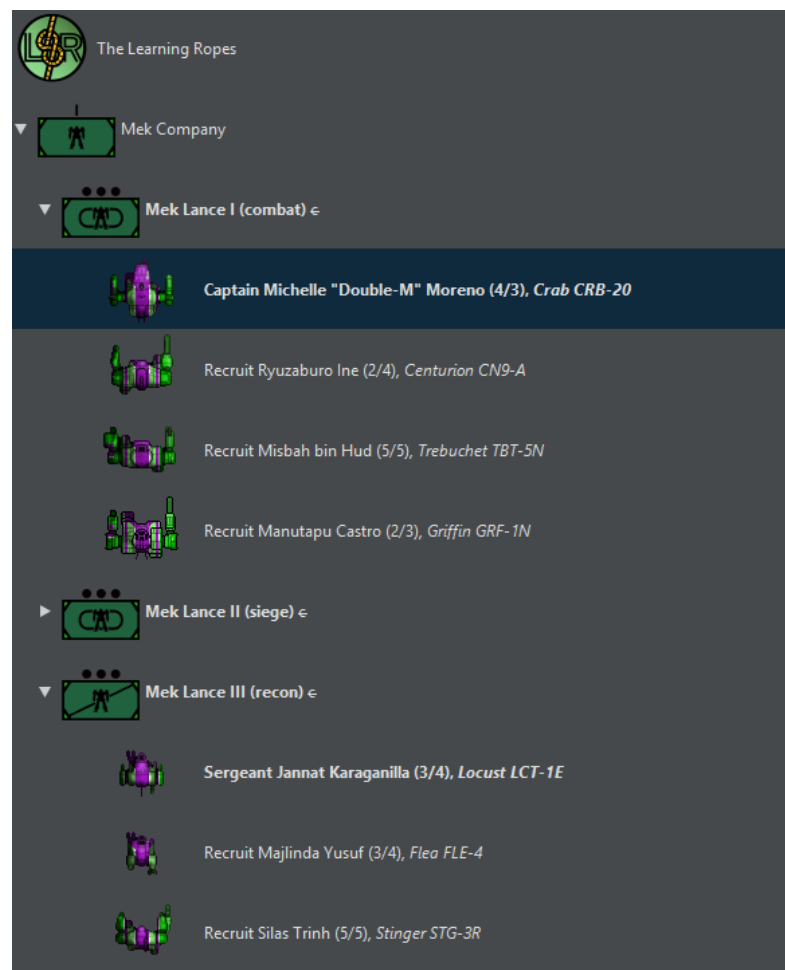 LSR
The Learning Ropes
Mek Company
Mek Lance I (combat) c
Captain Michelle "Double-M" Moreno (4/3), Crab CRB-20
Recruit Ryuzaburo Ine (2/4), Centurion CN9-A
Recruit Misbah bin Hud (5/5), Trebuchet TBT-5N
Recruit Manutapu Castro (2/3), Griffin GRF-1N
Mek Lance II (siege) c
Mek Lance III (recon) c
Sergeant Jannat Karaganilla (3/4), Locust LCT-1E
Recruit Majlinda Yusuf (3/4), Flea FLE-4
Recruit Silas Trinh (5/5), Stinger STG-3R